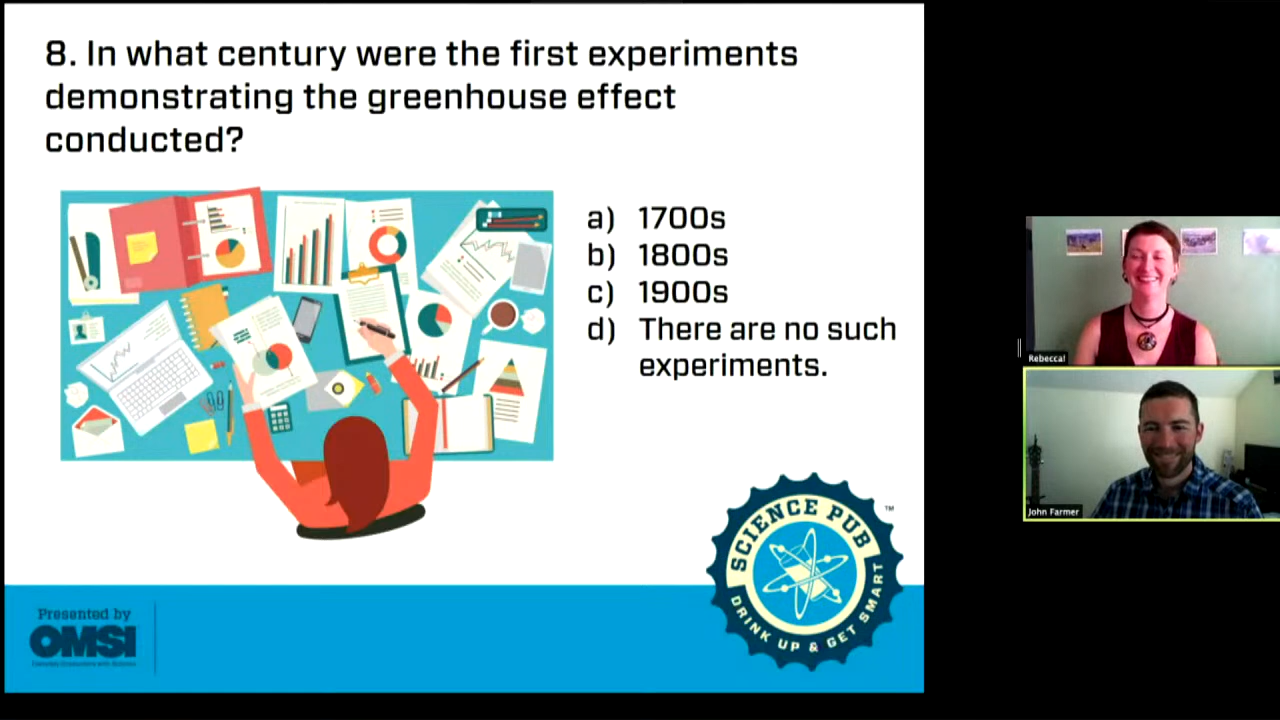 8. In what century were the first experiments
demonstrating the greenhouse effect
conducted?
a) 1700s
b) 1800s
c) 1900s
d) There are no such
experiments.
Rebecca!
John Farmer
SCIENCE PUB
TM
DRINK UP & GET SMART
Presented by
OMSI